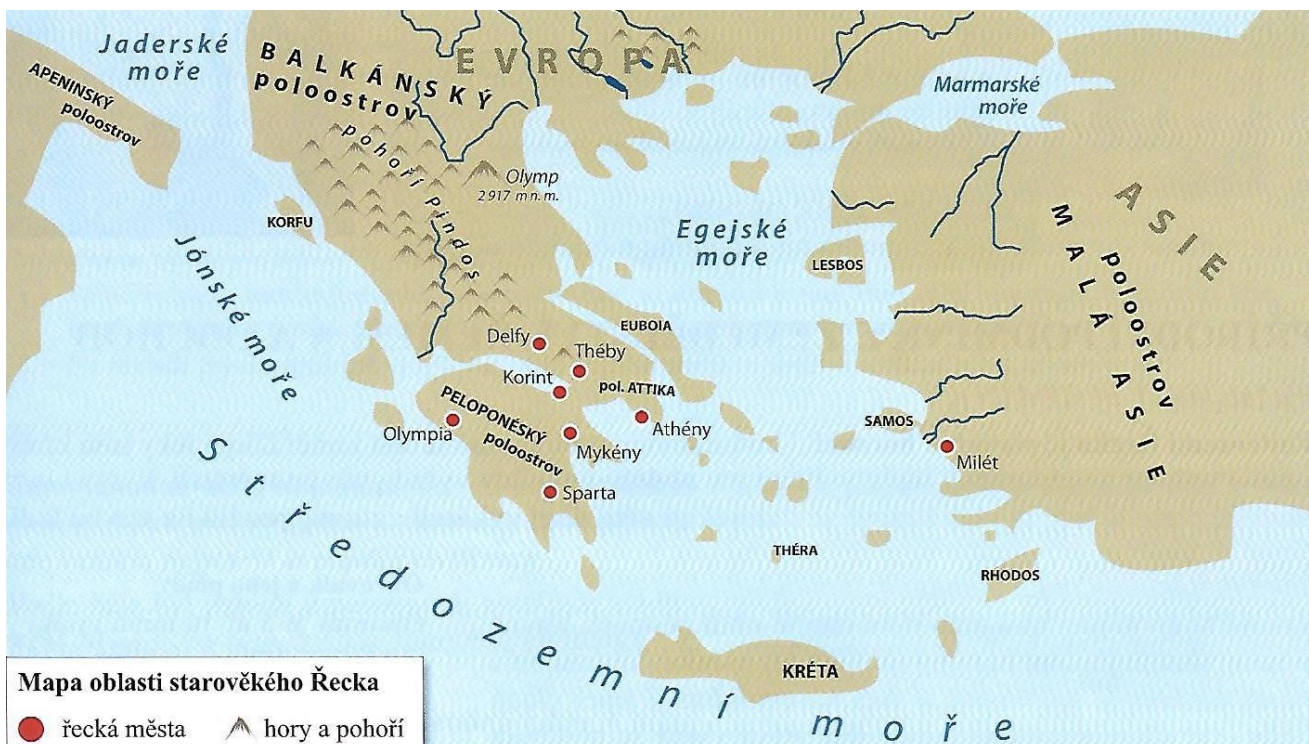 Jaderské
moře
APENINSKÝ
poloostrov
BALKÁNSKÝ
poloostrov
EVROPA
Marmarské
moře
pohoří Pindos
Olymp
2 917 m n. m.
KORFU
Jónské moře
Egejské
moře
LESBOS
ASIE
poloostrov
MALÁ ASIE
EUBOIA
Delfy
Théby
Korint
pol. ATTIKA
PELOPONÉSKÝ
poloostrov
Olympia
Athény
Mykény
Sparta
SAMOS
Milét
THÉRA
RHODOS
KRÉTA
Středozemní moře
Mapa oblasti starověkého Řecka
řecká města
hory a pohoří